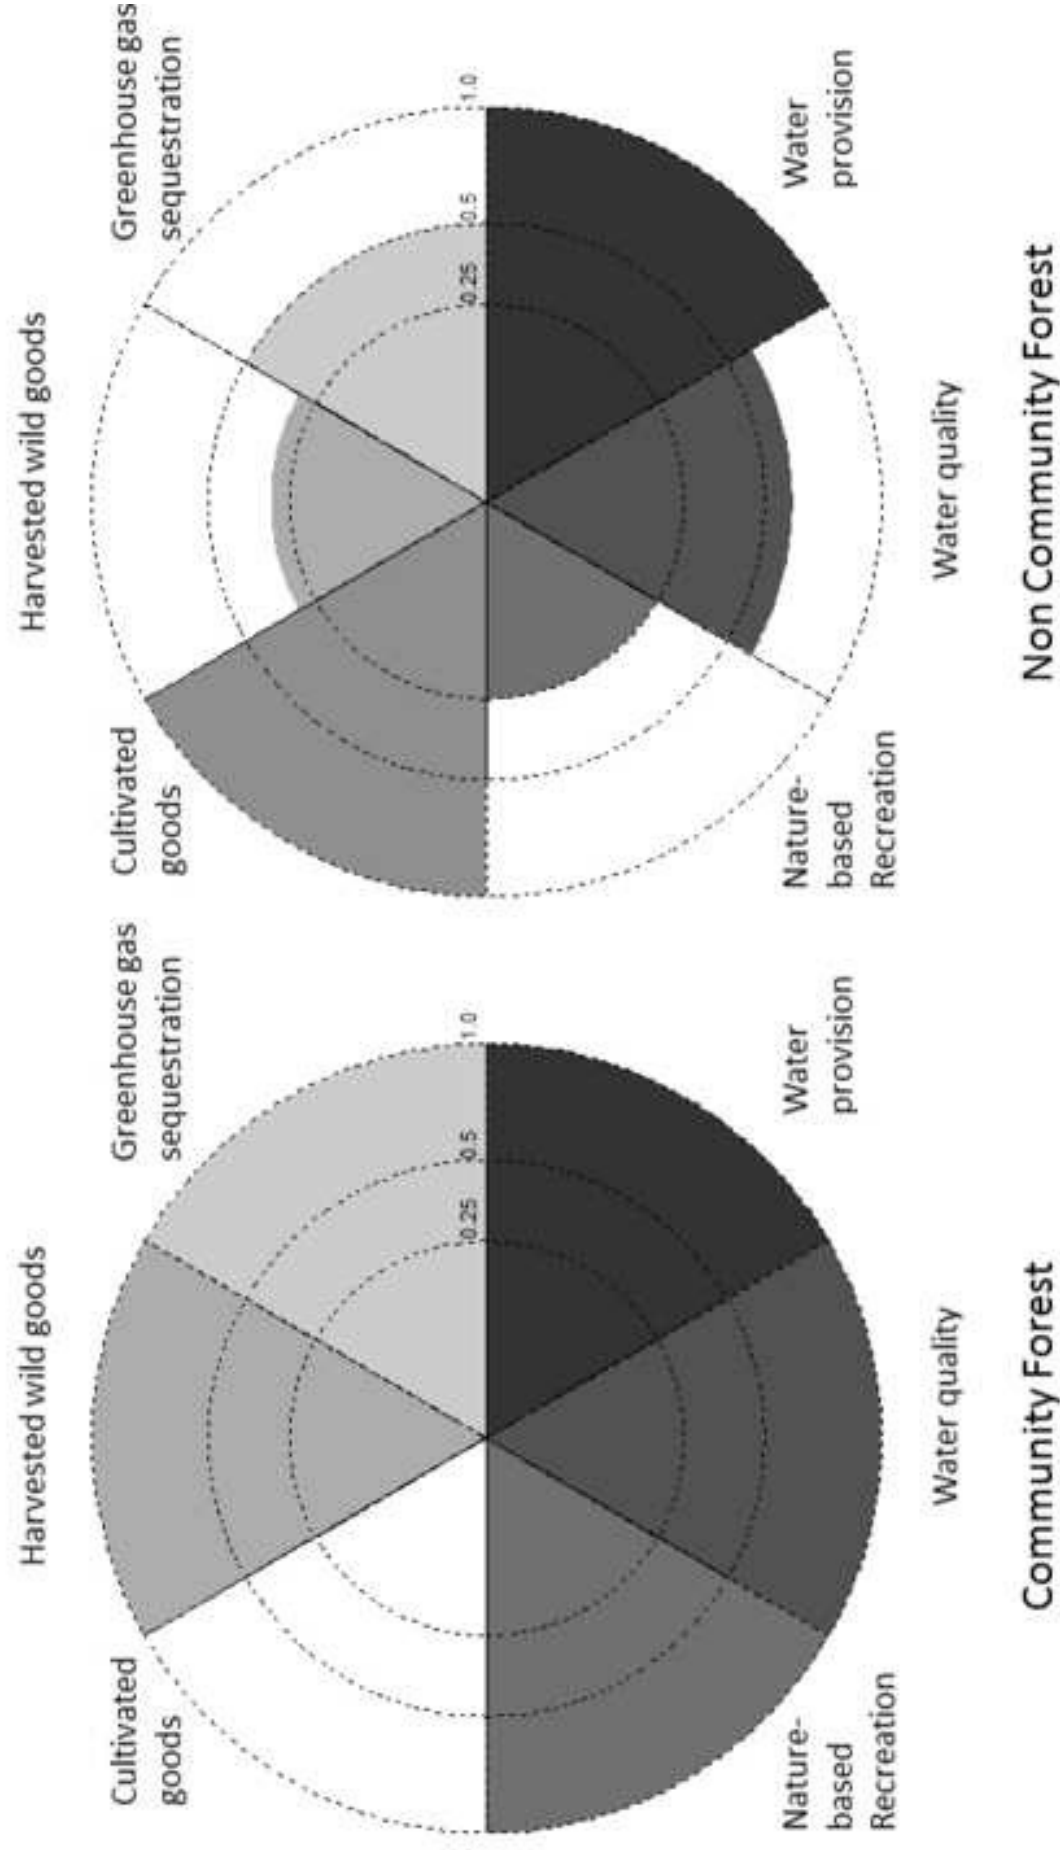 Harvested wild goods
Cultivated
goods
Greenhouse gas
sequestration
0.25
0.5
1.0
Nature-
based
Recreation
Water
provision
Water quality
Community Forest
Harvested wild goods
Cultivated
goods
Greenhouse gas
sequestration
0.25
0.5
1.0
Nature-
based
Recreation
Water
provision
Water quality
Non Community Forest